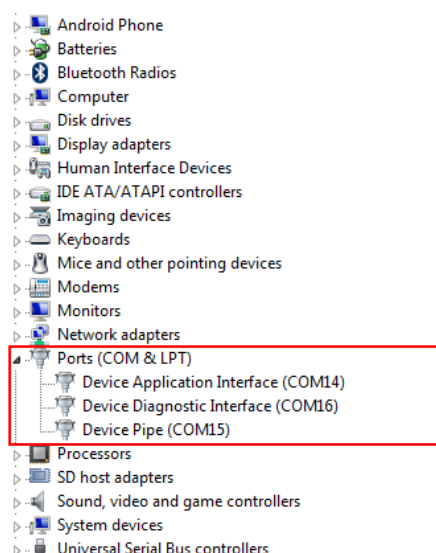 Android Phone
Batteries
Bluetooth Radios
Computer
Disk drives
Display adapters
Human Interface Devices
IDE ATA/ATAPI controllers
Imaging devices
Keyboards
Mice and other pointing devices
Modems
Monitors
Network adapters
Ports (COM & LPT)
Device Application Interface (COM14)
Device Diagnostic Interface (COM16)
Device Pipe (COM15)
Processors
SD host adapters
Sound, video and game controllers
System devices
Universal Serial Bus controllers